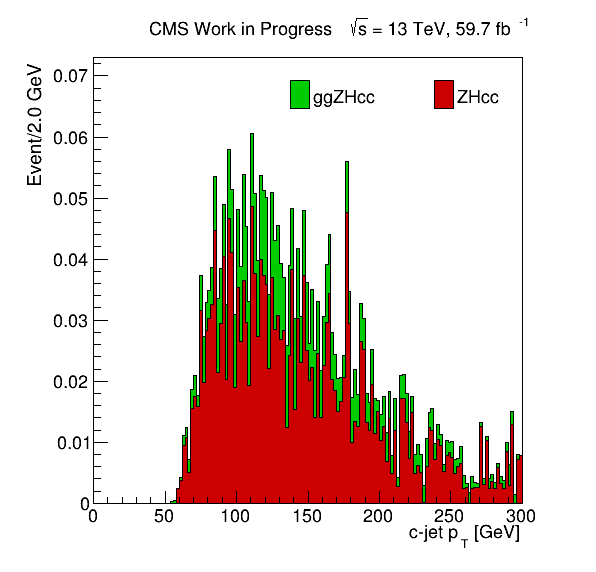 CMS Work in Progress √s = 13 TeV, 59.7 fb⁻¹
Event/2.0 GeV
ggZHcc ZHcc
0.07
0.06
0.05
0.04
0.03
0.02
0.01
0
0 50 100 150 200 250 300
c-jet p_T [GeV]